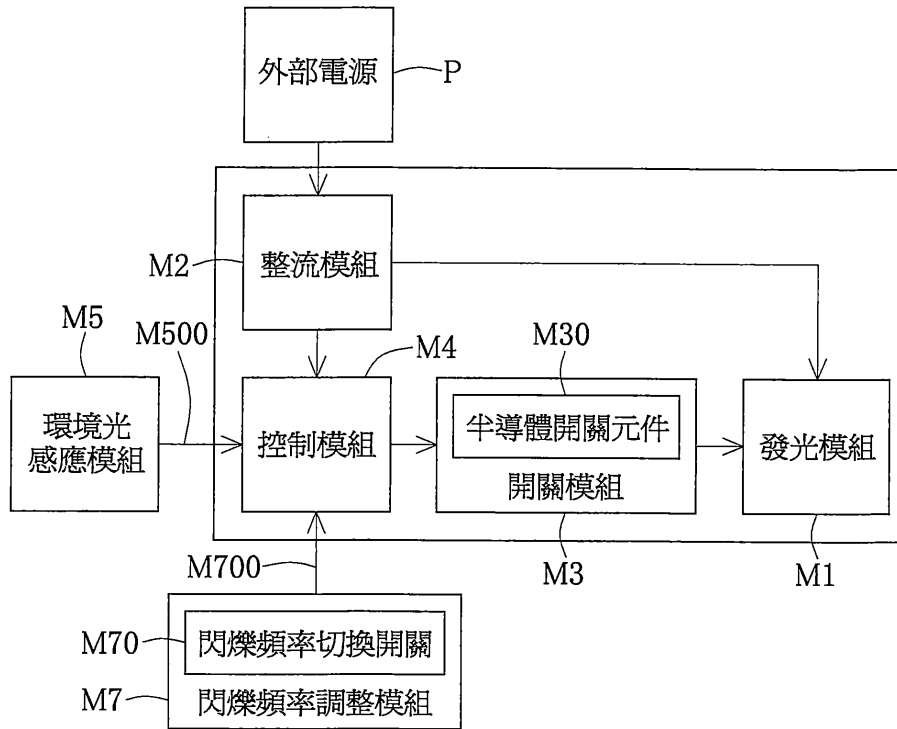 外部電源
P
整流模組
M2
M5
M500
M4
M30
環境光
感應模組
控制模組
半導體開關元件
開關模組
發光模組
M700
M3
M1
M70
閃爍頻率切換開關
M7
閃爍頻率調整模組